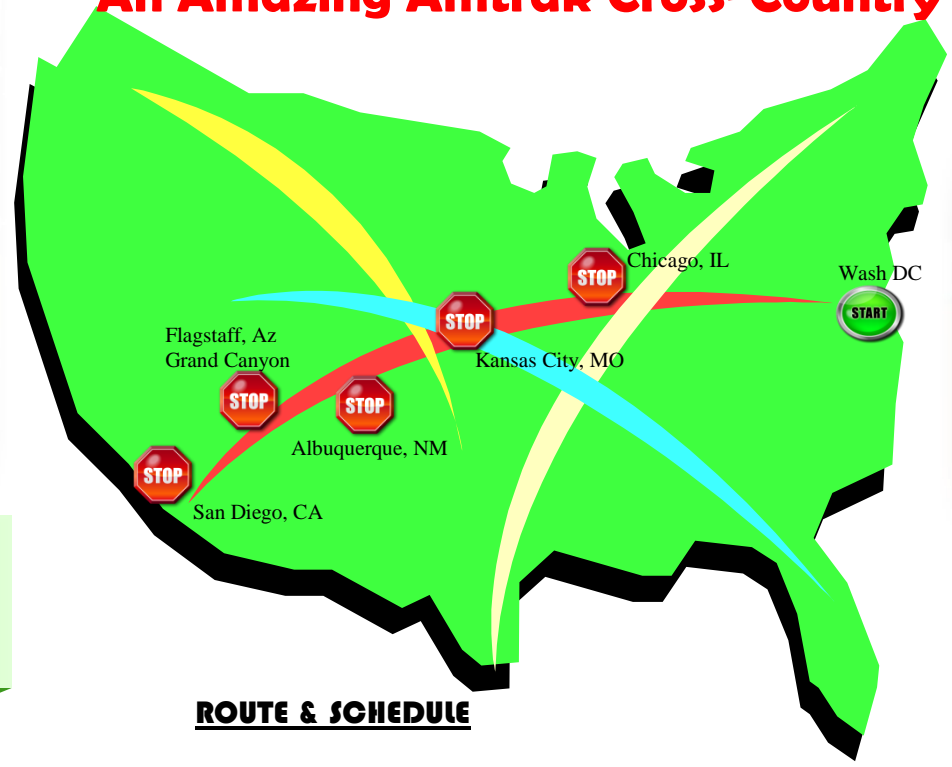 An Amazing Amtrak Cross- Country
Chicago, IL
Wash DC
STOP
START
STOP
Flagstaff, Az
Grand Canyon
Kansas City, MO
STOP
STOP
Albuquerque, NM
STOP
San Diego, CA
ROUTE & SCHEDULE